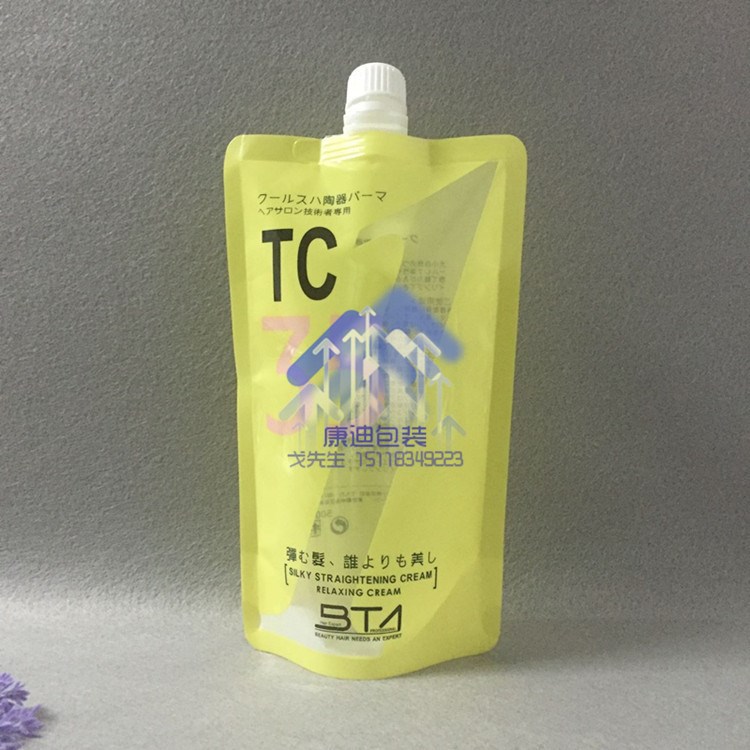 クールスハ陶器パーマ
ヘアサロン技術者専用
TC
康迪包装
戈先生 15118349223
弾む髪、誰よりも美し
[SILKY STRAIGHTENING CREAM]
RELAXING CREAM
BTA
BEAUTY HAIR NEEDS AN EXPERT